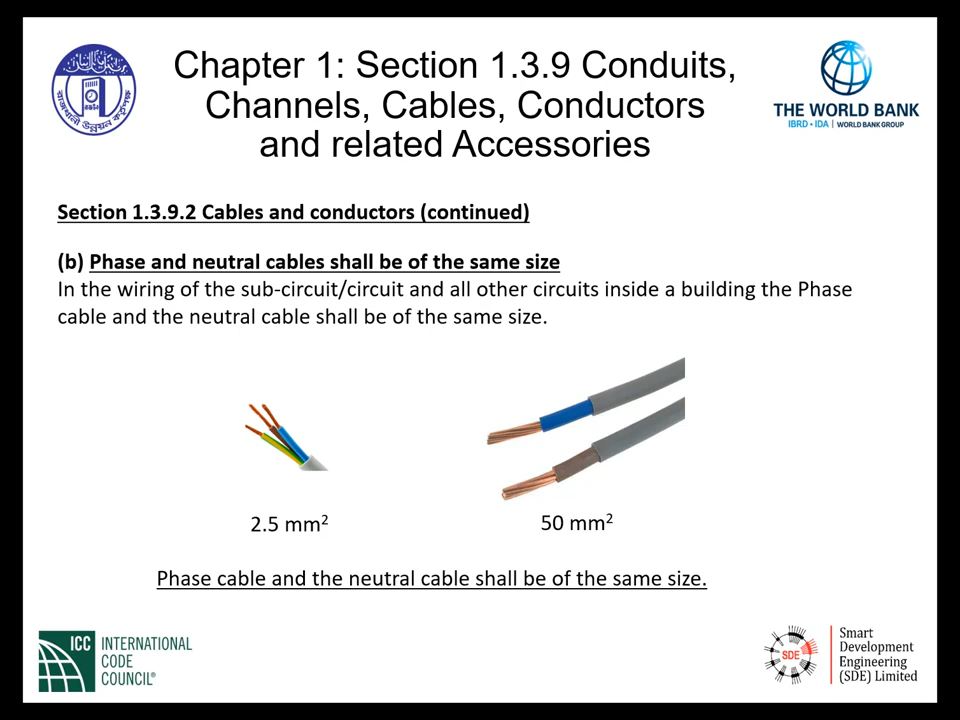 Chapter 1: Section 1.3.9 Conduits,
Channels, Cables, Conductors
and related Accessories
THE WORLD BANK
IBRD • IDA | WORLD BANK GROUP
Section 1.3.9.2 Cables and conductors (continued)
(b) Phase and neutral cables shall be of the same size
In the wiring of the sub-circuit/circuit and all other circuits inside a building the Phase
cable and the neutral cable shall be of the same size.
2.5 mm²
50 mm²
Phase cable and the neutral cable shall be of the same size.
ICC INTERNATIONAL
CODE
COUNCIL®
SDE
Smart
Development
Engineering
(SDE) Limited